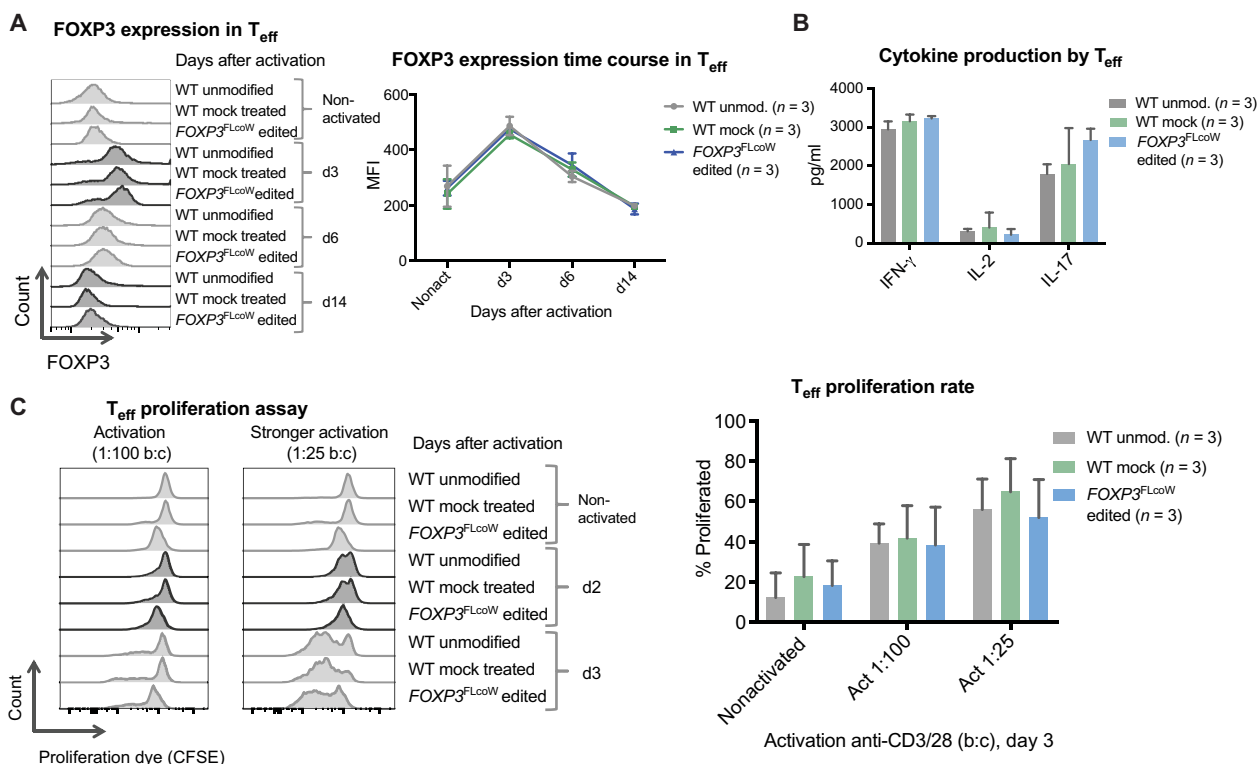 A
FOXP3 expression in Teff
Days after activation
WT unmodified
WT mock treated
FOXP3FLcoW edited
Non-
activated
WT unmodified
WT mock treated
FOXP3FLcoW edited
d3
WT unmodified
WT mock treated
FOXP3FLcoW edited
d6
WT unmodified
WT mock treated
FOXP3FLcoW edited
d14
Count
FOXP3
FOXP3 expression time course in Teff
600
400
200
0
MFI
Nonact
d3
d6
d14
Days after activation
WT unmod. (n = 3)
WT mock (n = 3)
FOXP3FLcoW
edited (n = 3)
B
Cytokine production by Teff
4000
3000
2000
1000
0
pg/ml
IFN-γ
IL-2
IL-17
WT unmod. (n = 3)
WT mock (n = 3)
FOXP3FLcoW
edited (n = 3)
C
Teff proliferation assay
Activation
(1:100 b:c)
Stronger activation
(1:25 b:c)
Days after activation
WT unmodified
WT mock treated
FOXP3FLcoW edited
Non-
activated
WT unmodified
WT mock treated
FOXP3FLcoW edited
d2
WT unmodified
WT mock treated
FOXP3FLcoW edited
d3
Count
Proliferation dye (CFSE)
Teff proliferation rate
100
80
60
40
20
0
% Proliferated
Nonactivated
Act 1:100
Act 1:25
Activation anti-CD3/28 (b:c), day 3
WT unmod. (n = 3)
WT mock (n = 3)
FOXP3FLcoW
edited (n = 3)